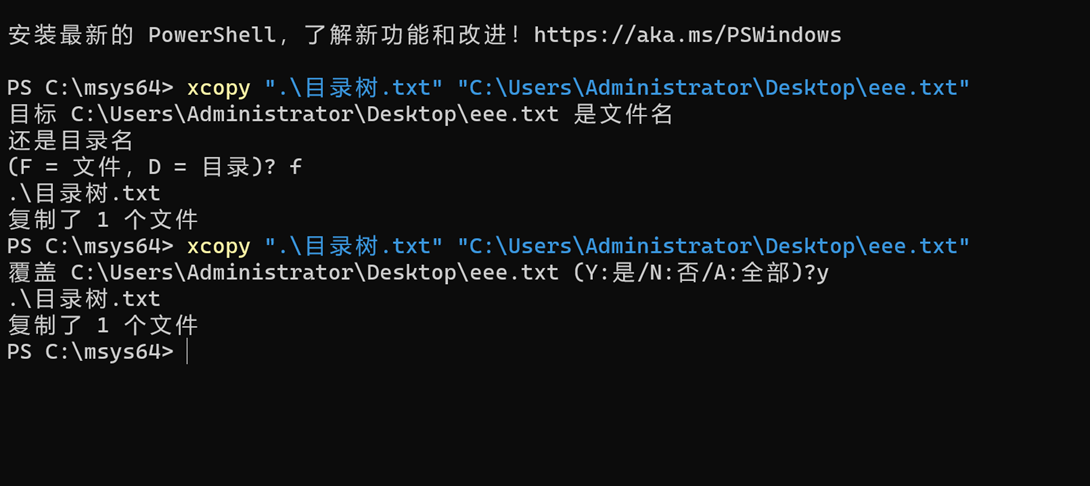 安装最新的 PowerShell，了解新功能和改进！https://aka.ms/PSWindows
PS C:\msys64> xcopy ".\目录树.txt" "C:\Users\Administrator\Desktop\eee.txt"
目标 C:\Users\Administrator\Desktop\eee.txt 是文件名
还是目录名
(F = 文件，D = 目录)? f
.\目录树.txt
复制了 1 个文件
PS C:\msys64> xcopy ".\目录树.txt" "C:\Users\Administrator\Desktop\eee.txt"
覆盖 C:\Users\Administrator\Desktop\eee.txt (Y:是/N:否/A:全部)?y
.\目录树.txt
复制了 1 个文件
PS C:\msys64>